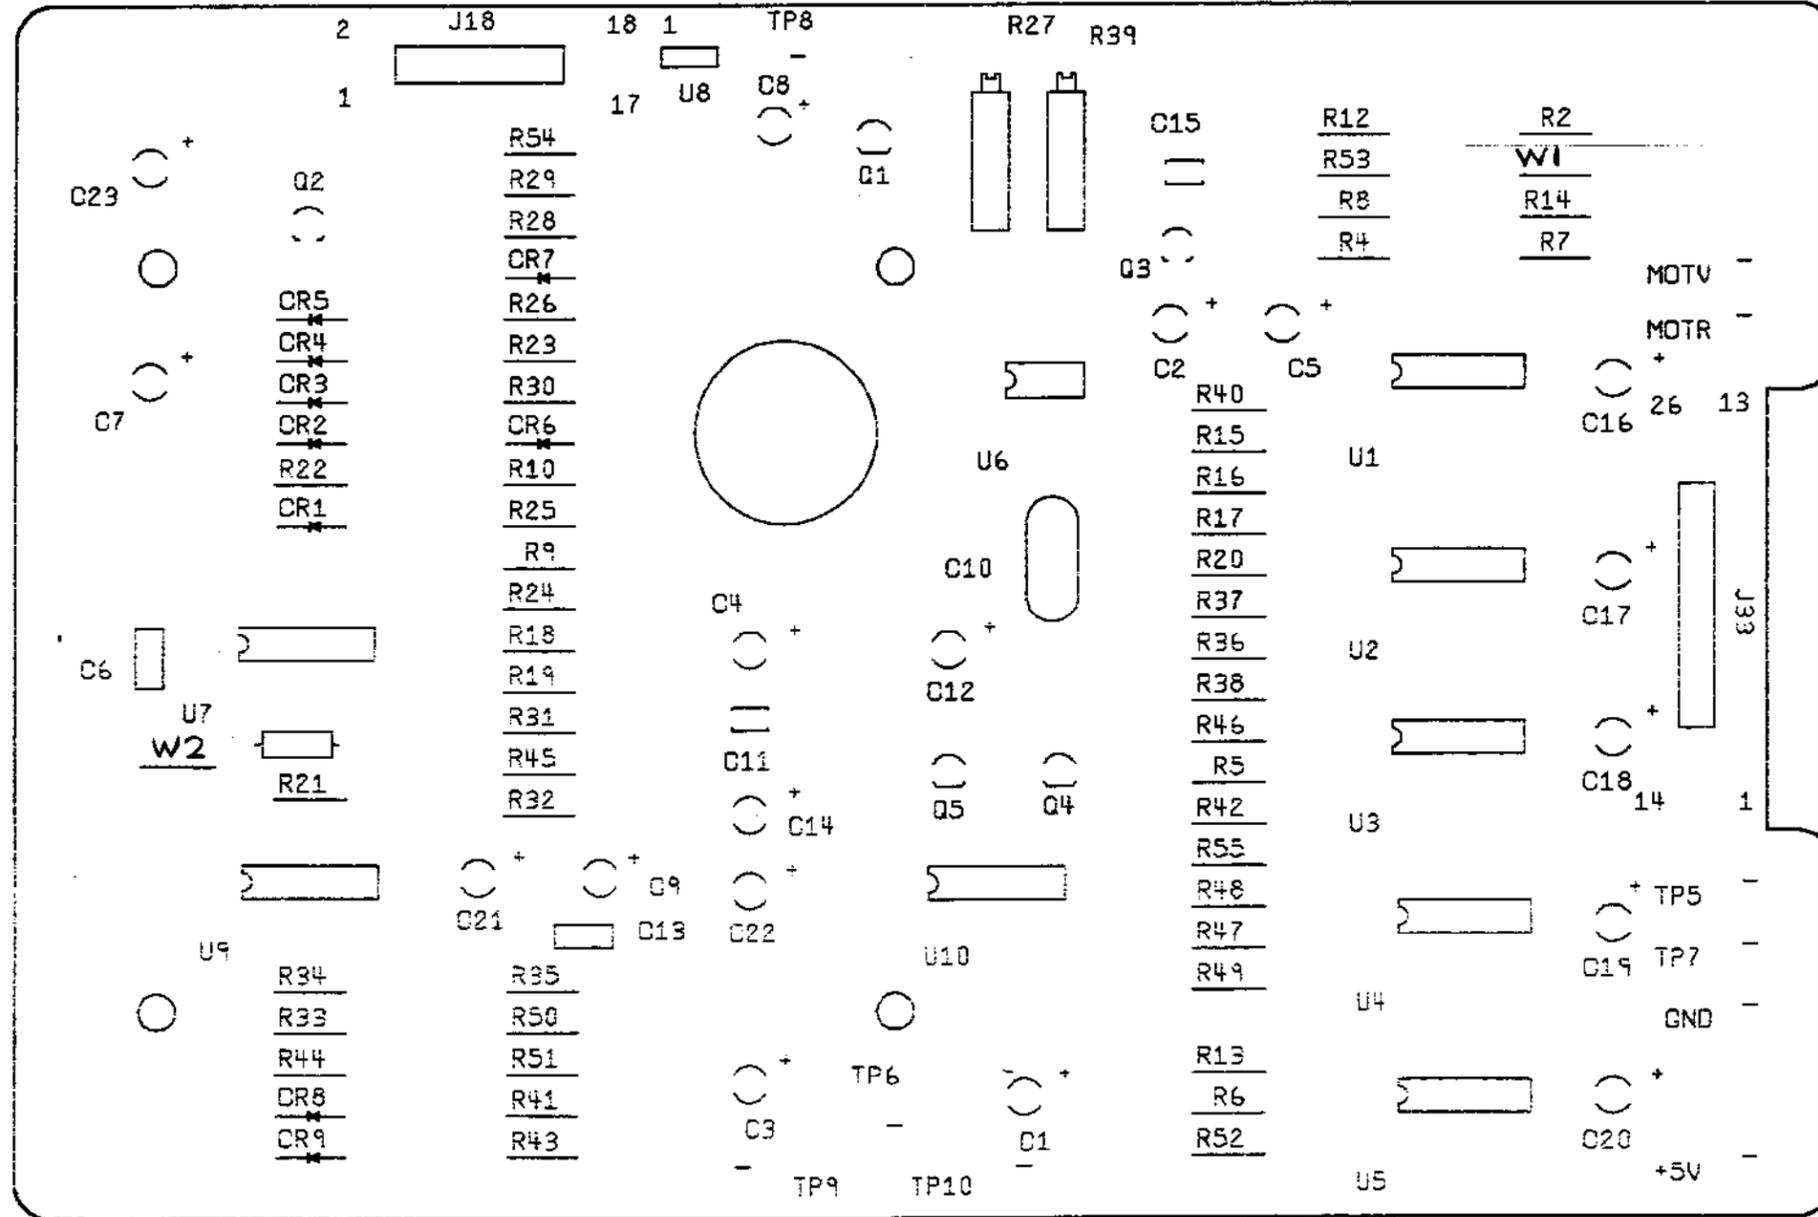 2 J18 18 1 TP8 R27 R39
1 17 U8 C8
C23 Q2 R54 Q1 C15 R12 R2
R29 R53 W1
R28 R8 R14
CR7 Q3 R4 R7
MOTV
CR5 R26 MOTR
CR4 R23 C2 C5
CR3 R30 R40 26 13
C7 CR2 CR6 R15 C16
R22 R10 U6 R16 U1
CR1 R25 R17
R9 C10 R20
R24 C4 R37 C17 J33
R18 R36 U2
C6 R19 C12 R38
U7 R31 R46
W2 R45 C11 R5
R21 R32 Q5 Q4 R42 C18 14 1
C14 U3
R55
C9 R48 TP5
C21 C13 C22 R47
U9 U10 TP7
R34 R35 R49 C19
R33 R50 U4 GND
R44 R51 TP6 R13
CR8 R41 R6
CR9 R43 C3 C1 R52 C20
TP9 TP10 U5 +5V